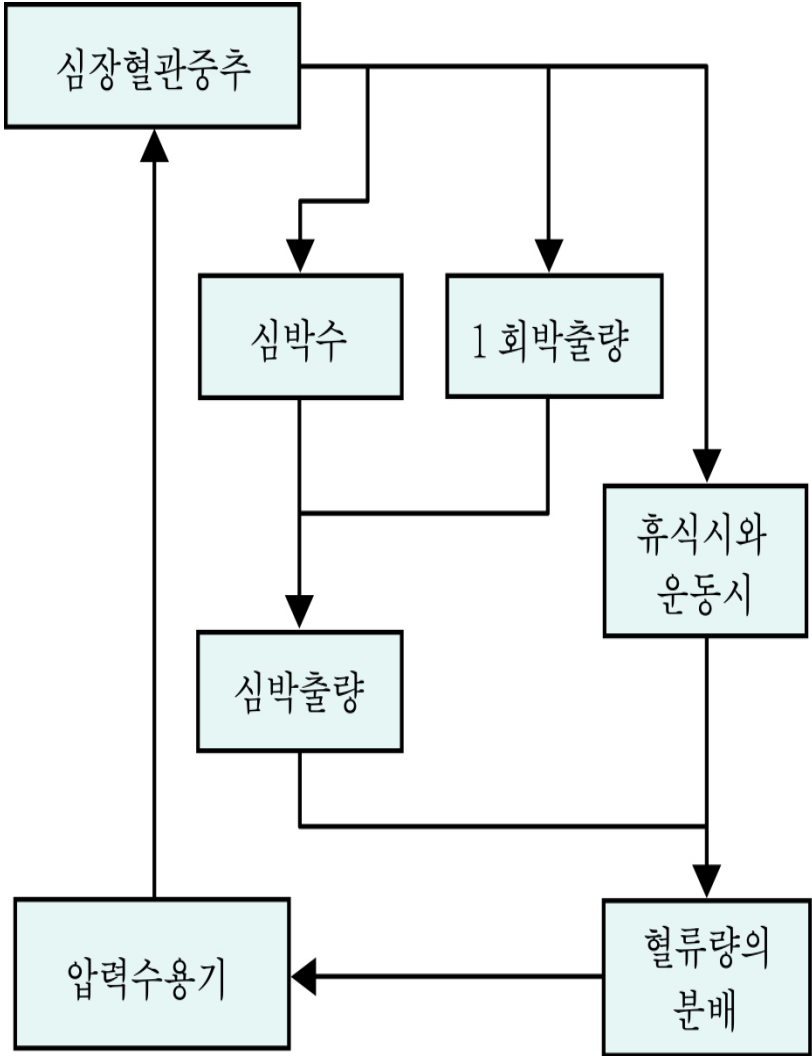 심장혈관중추
심박수
1회박출량
휴식시와
운동시
심박출량
압력수용기
혈류량의
분배